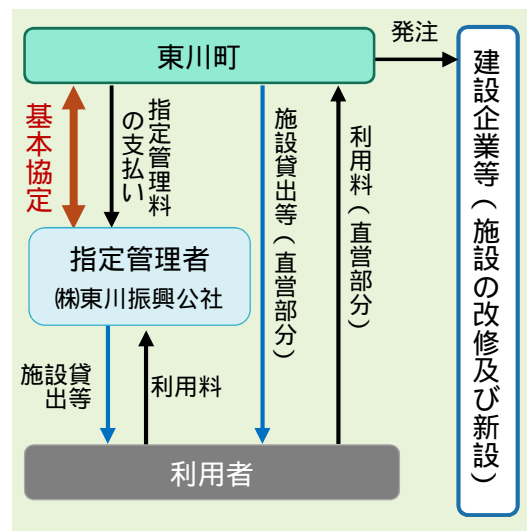 東川町
発注
建設企業等(施設の改修及び新設)
基本協定
指定管理料
の支払い
施設貸出等(直営部分)
利用料(直営部分)
指定管理者
㈱東川振興公社
施設貸
出等
利用料
利用者